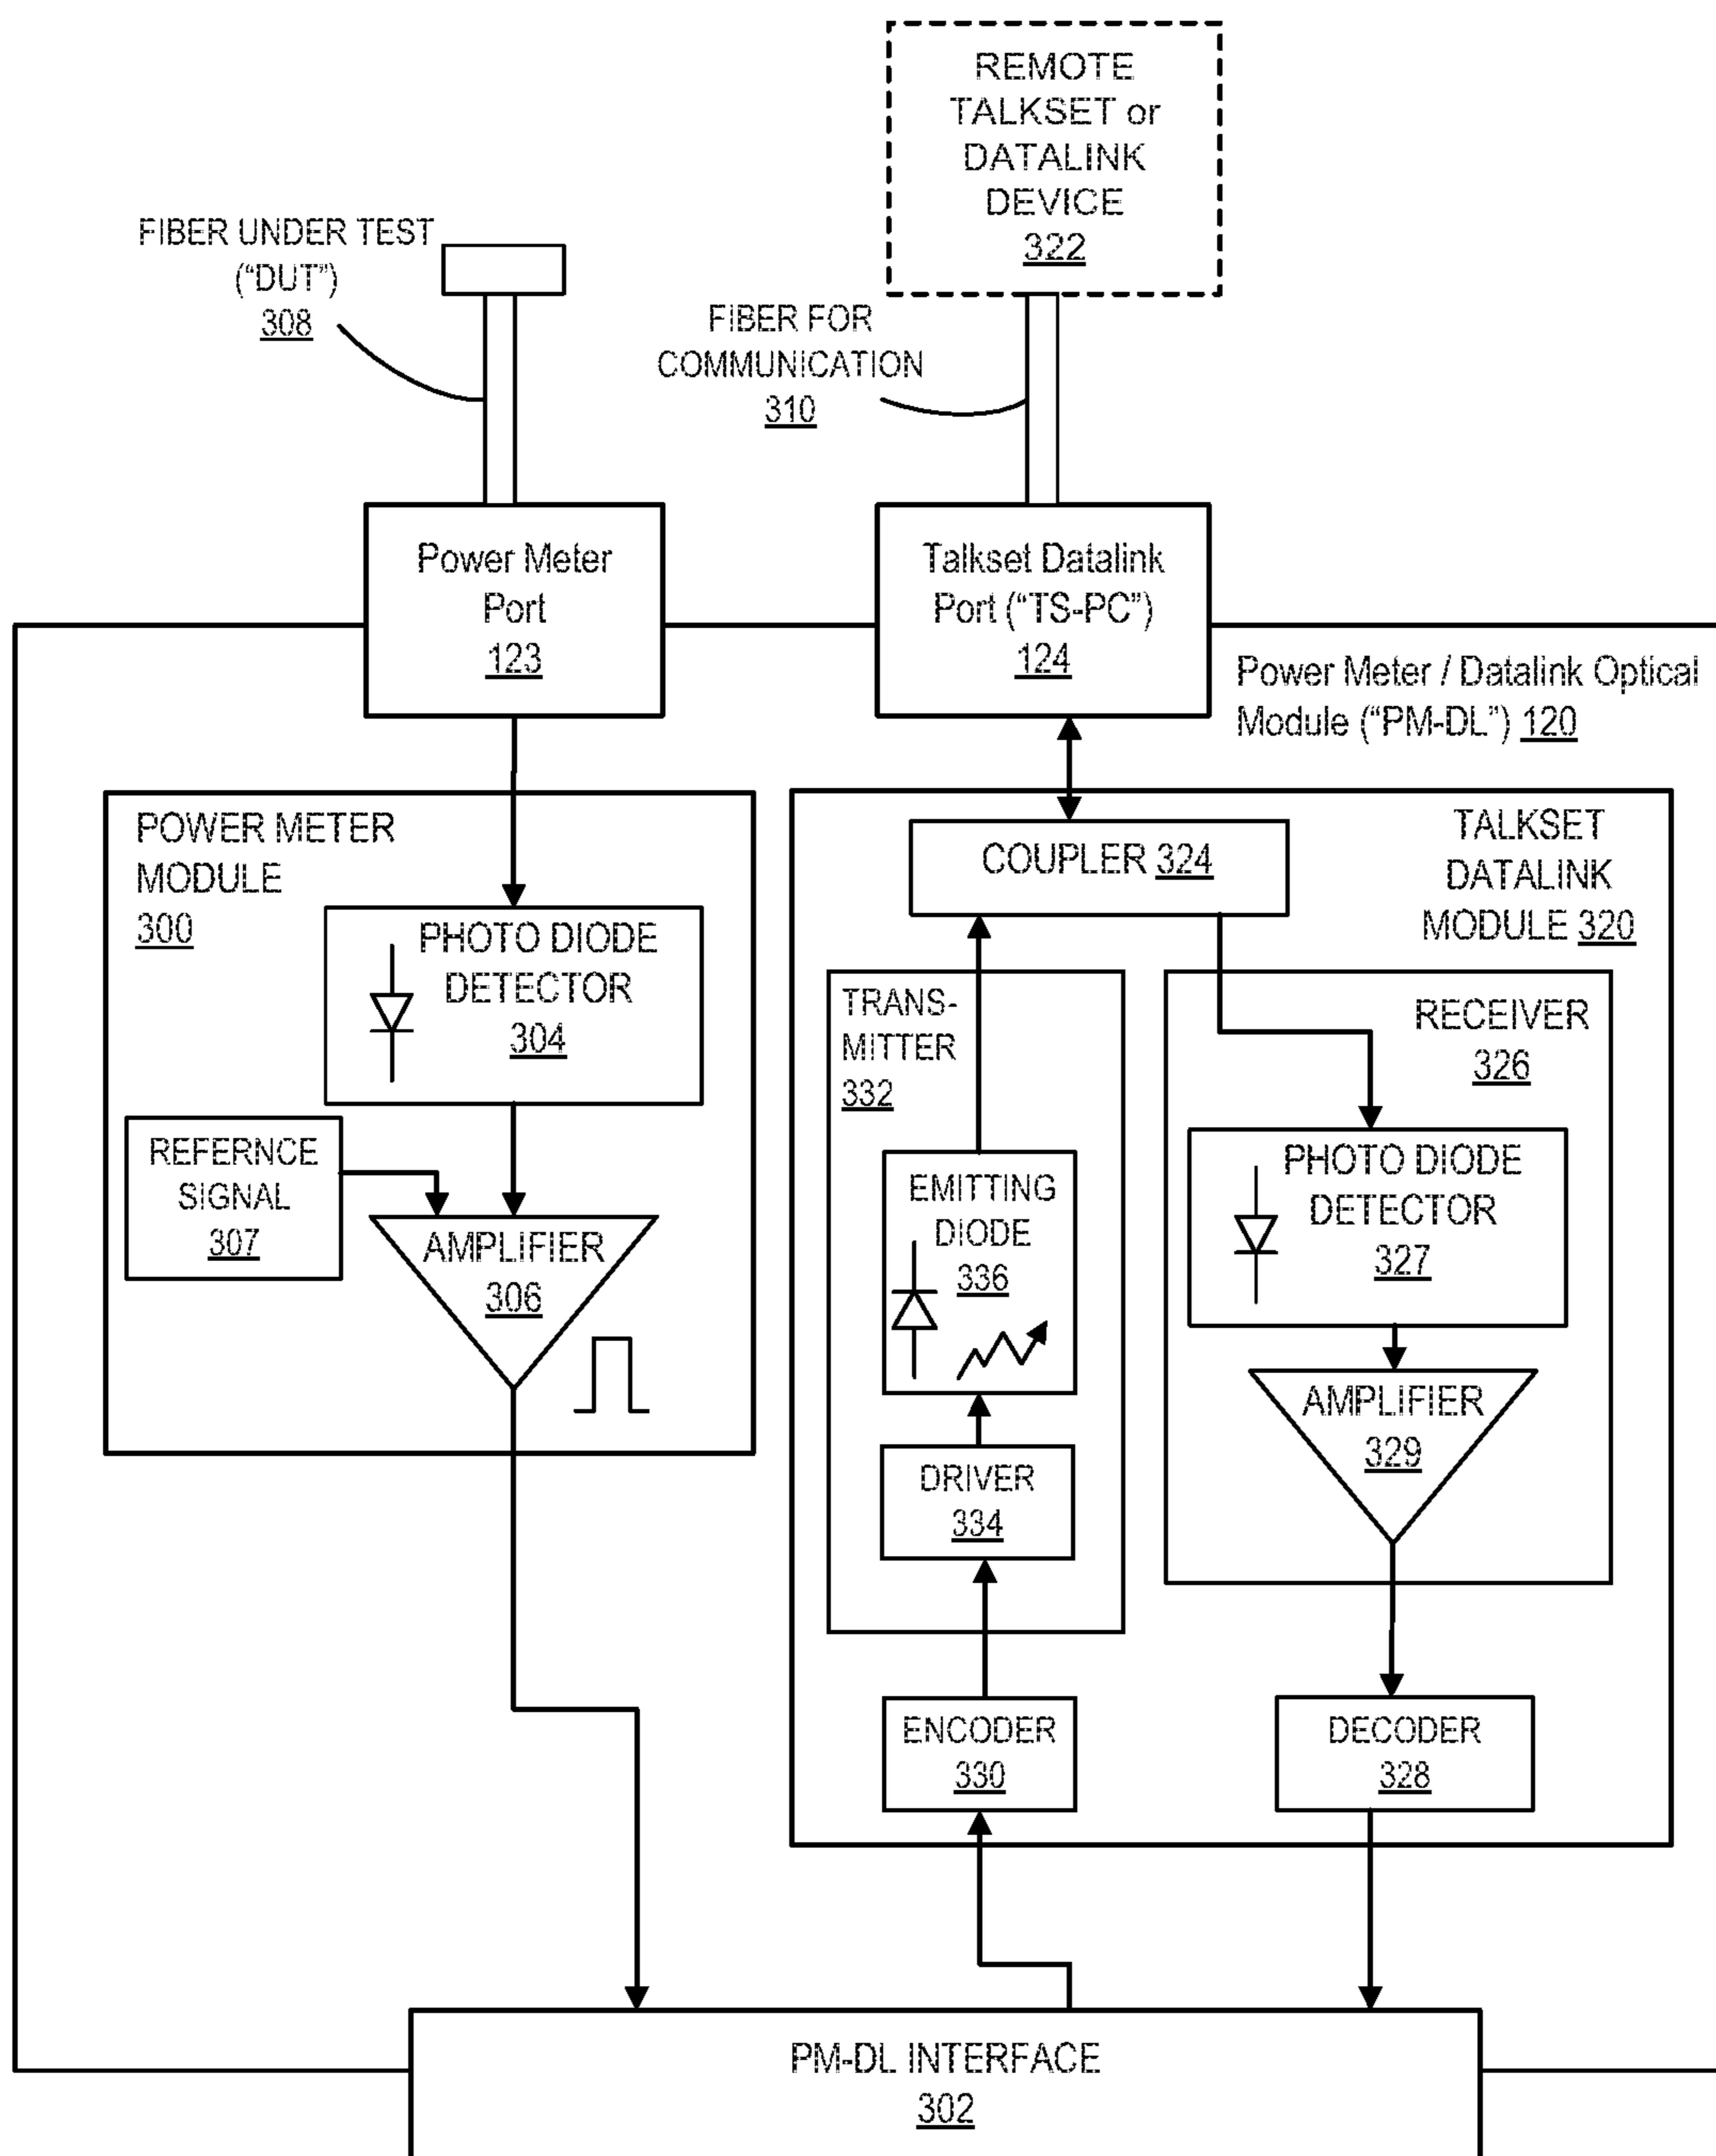 REMOTE
TALKSET or
DATALINK
DEVICE
322
FIBER UNDER TEST
(“DUT”)
308
FIBER FOR
COMMUNICATION
310
Power Meter
Port
123
Talkset Datalink
Port (“TS-PC”)
124
Power Meter / Datalink Optical
Module (“PM-DL”) 120
POWER METER
MODULE
300
PHOTO DIODE
DETECTOR
304
REFERNCE
SIGNAL
307
AMPLIFIER
306
COUPLER 324
TALKSET
DATALINK
MODULE 320
TRANS-
MITTER
332
EMITTING
DIODE
336
DRIVER
334
ENCODER
330
RECEIVER
326
PHOTO DIODE
DETECTOR
327
AMPLIFIER
329
DECODER
328
PM-DL INTERFACE
302